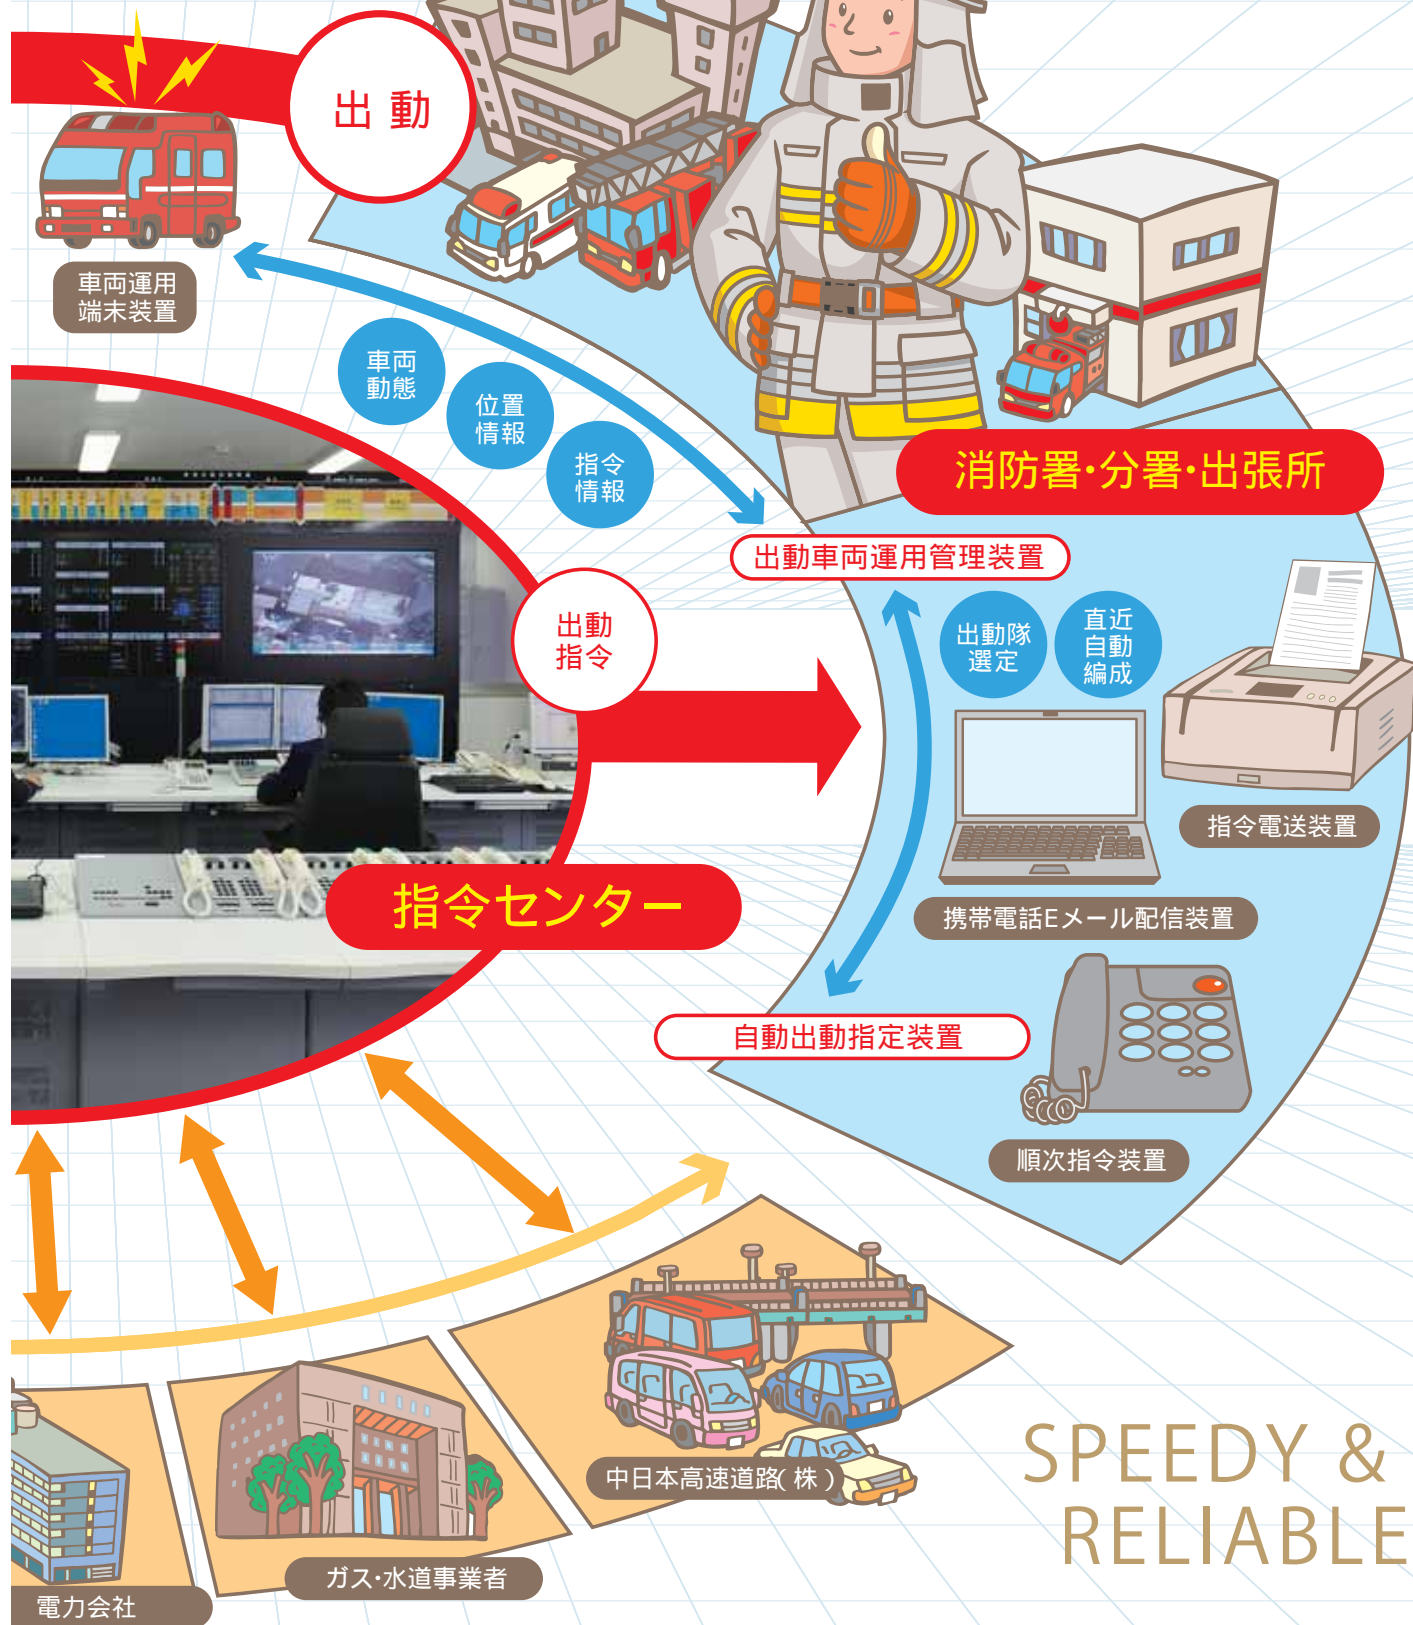 出動
車両運用
端末装置
車両
動態
位置
情報
指令
情報
消防署・分署・出張所
出動車両運用管理装置
出動
指令
出動隊
選定
直近
自動
編成
指令電送装置
指令センター
携帯電話Eメール配信装置
自動出動指定装置
順次指令装置
中日本高速道路(株)
SPEEDY &
RELIABLE
ガス・水道事業者
電力会社